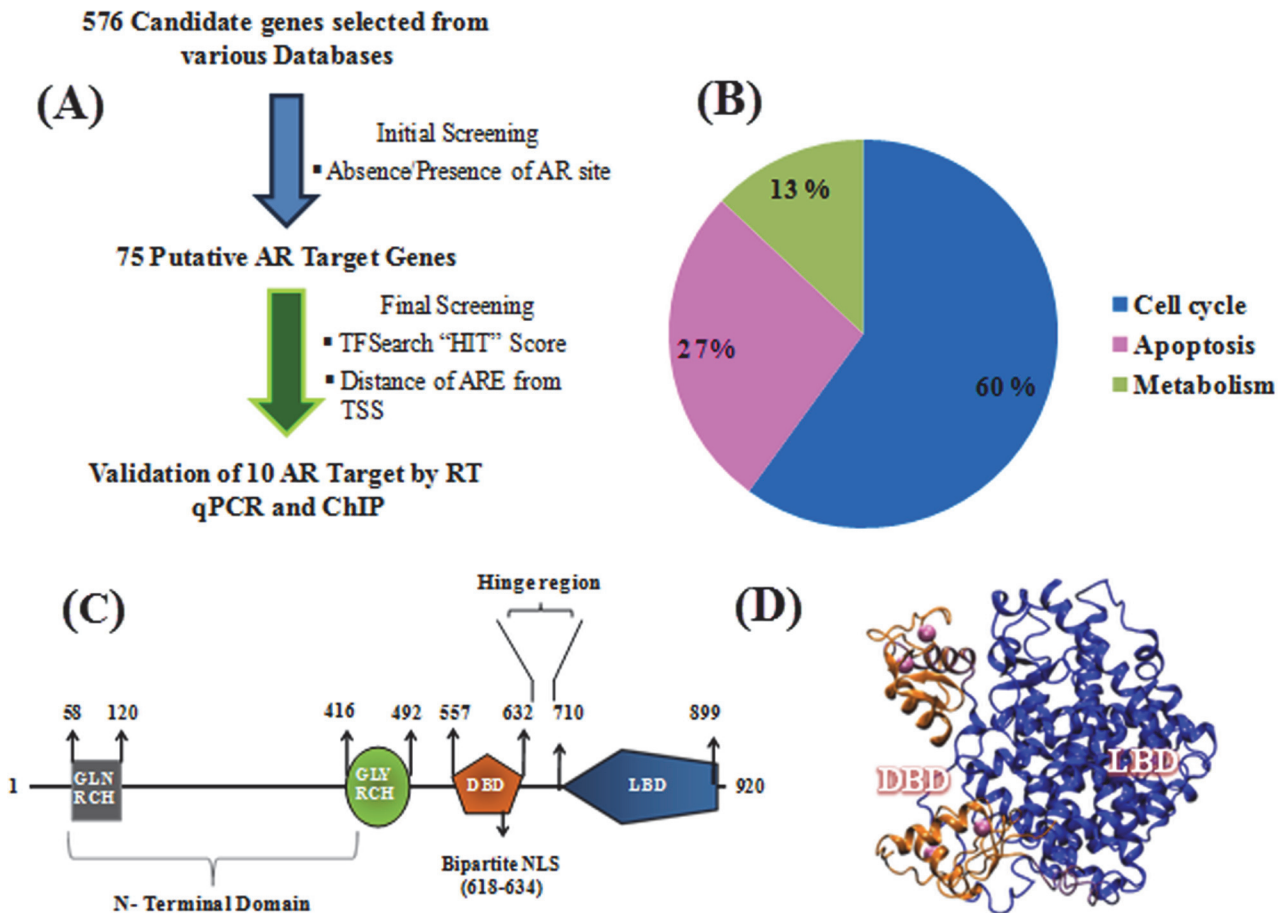 576 Candidate genes selected from
various Databases
(A)
Initial Screening
▪ Absence/Presence of AR site
75 Putative AR Target Genes
Final Screening
▪ TFSearch “HIT” Score
▪ Distance of ARE from
TSS
Validation of 10 AR Target by RT
qPCR and ChIP
(B)
13 %
27%
60 %
Cell cycle
Apoptosis
Metabolism
(C)
Hinge region
58 120 416 492 557 632 710 899
1
GLN
RCH
GLY
RCH
DBD
LBD
920
Bipartite NLS
(618-634)
N- Terminal Domain
(D)
DBD
LBD